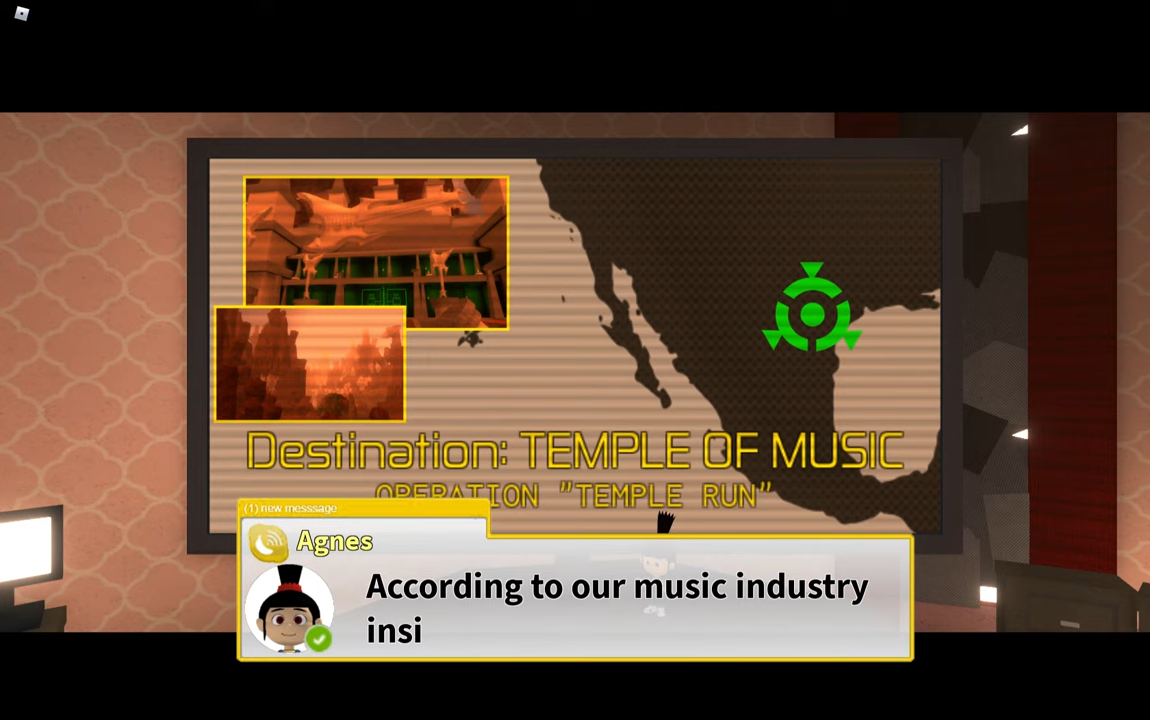 Destination: TEMPLE OF MUSIC
OPERATION "TEMPLE RUN"
(1) new messsage
Agnes
According to our music industry
insi